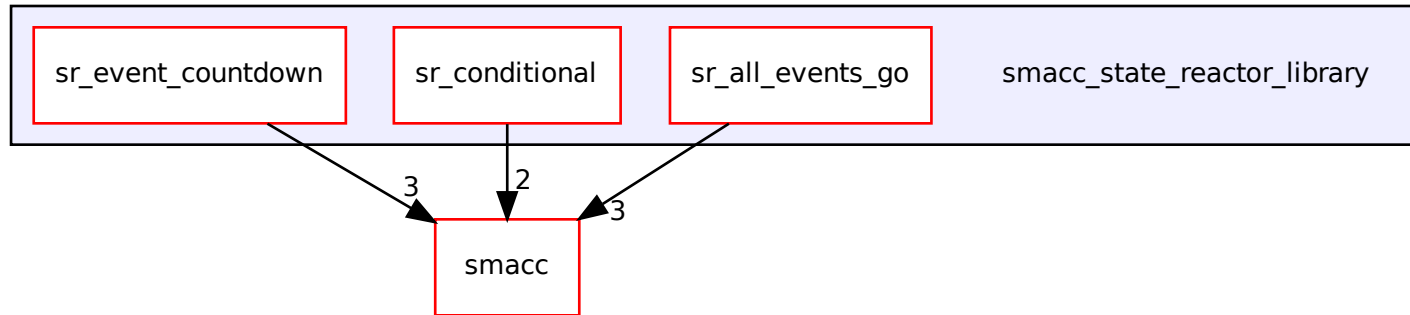 sr_event_countdown
sr_conditional
sr_all_events_go
smacc_state_reactor_library
3
2
3
smacc